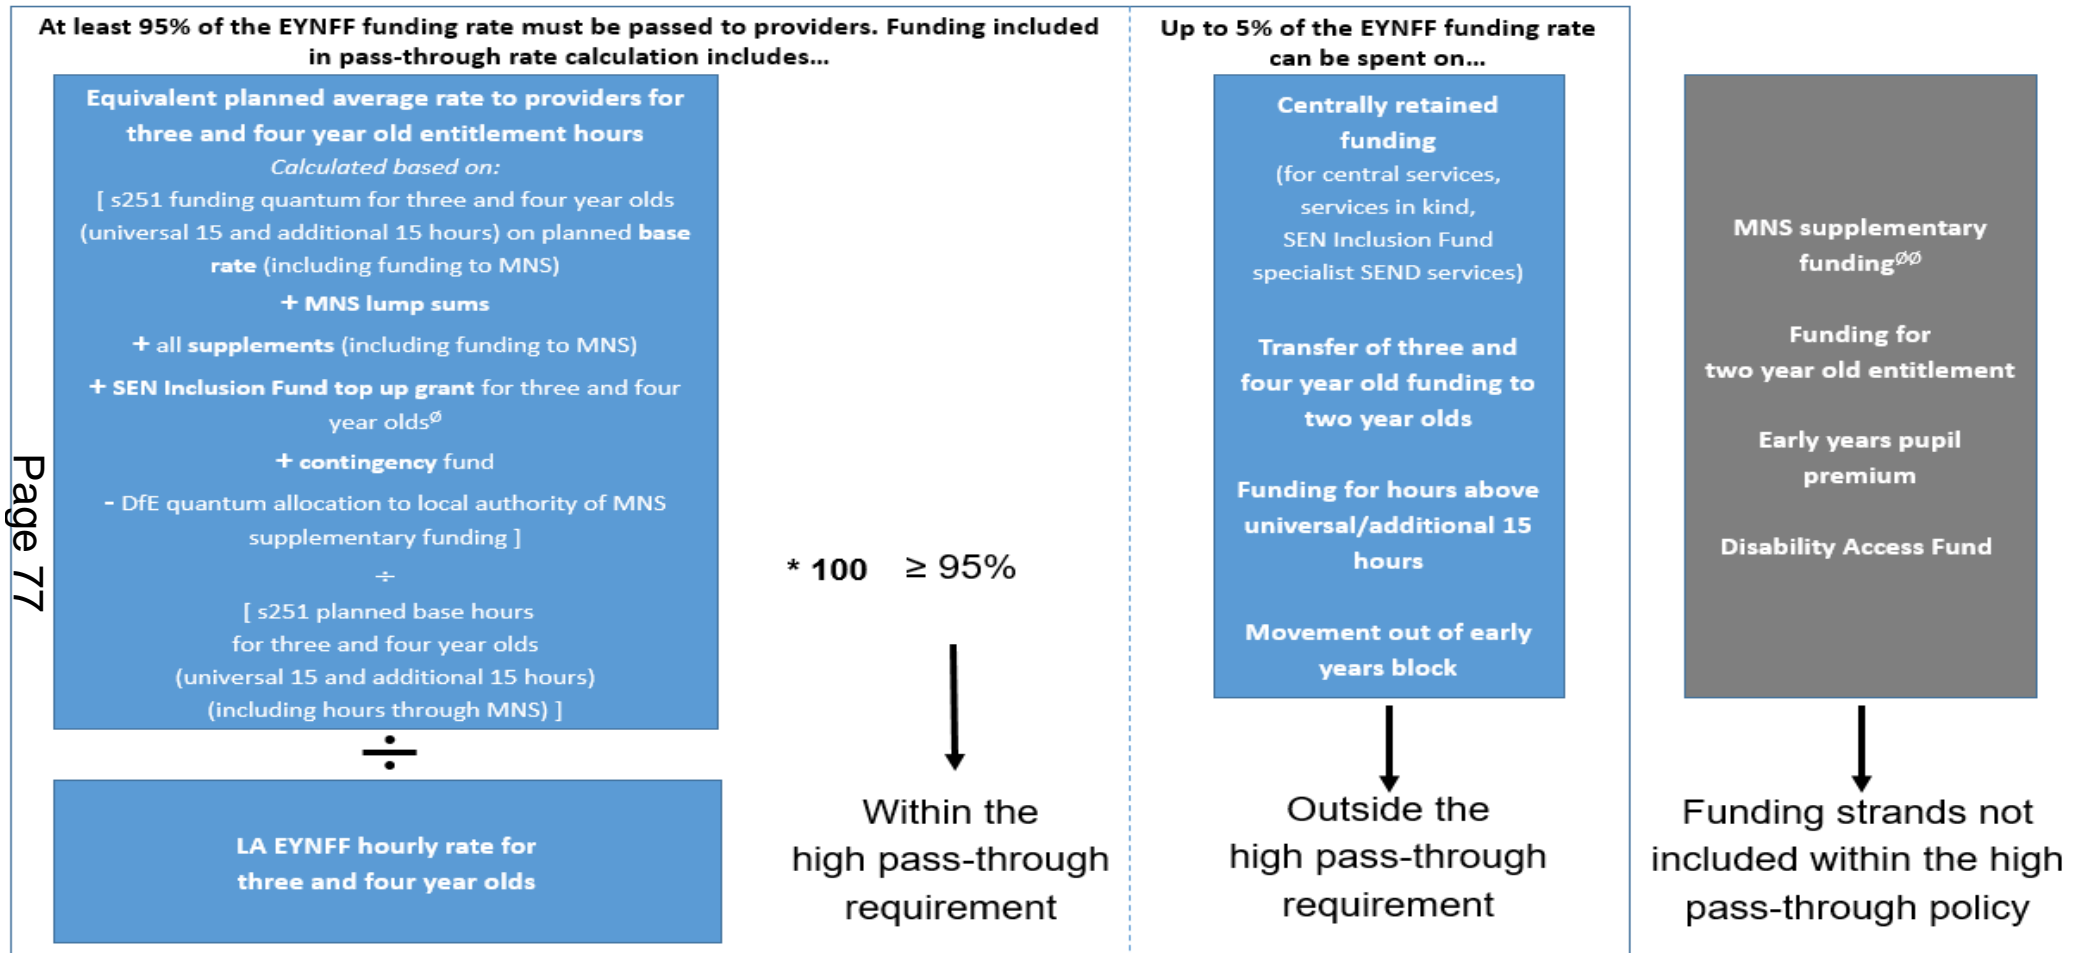 At least 95% of the EYNFF funding rate must be passed to providers. Funding included
in pass-through rate calculation includes...
Equivalent planned average rate to providers for
three and four year old entitlement hours
Calculated based on:
[ s251 funding quantum for three and four year olds
(universal 15 and additional 15 hours) on planned base
rate (including funding to MNS)
+ MNS lump sums
+ all supplements (including funding to MNS)
+ SEN Inclusion Fund top up grant for three and four
year olds^ø
+ contingency fund
- DfE quantum allocation to local authority of MNS
supplementary funding ]
÷
[ s251 planned base hours
for three and four year olds
(universal 15 and additional 15 hours)
(including hours through MNS) ]
÷
LA EYNFF hourly rate for
three and four year olds
* 100 ≥ 95%
Within the
high pass-through
requirement
Up to 5% of the EYNFF funding rate
can be spent on...
Centrally retained
funding
(for central services,
services in kind,
SEN Inclusion Fund
specialist SEND services)
Transfer of three and
four year old funding to
two year olds
Funding for hours above
universal/additional 15
hours
Movement out of early
years block
Outside the
high pass-through
requirement
MNS supplementary
funding^øø
Funding for
two year old entitlement
Early years pupil
premium
Disability Access Fund
Funding strands not
included within the high
pass-through policy
Page 77